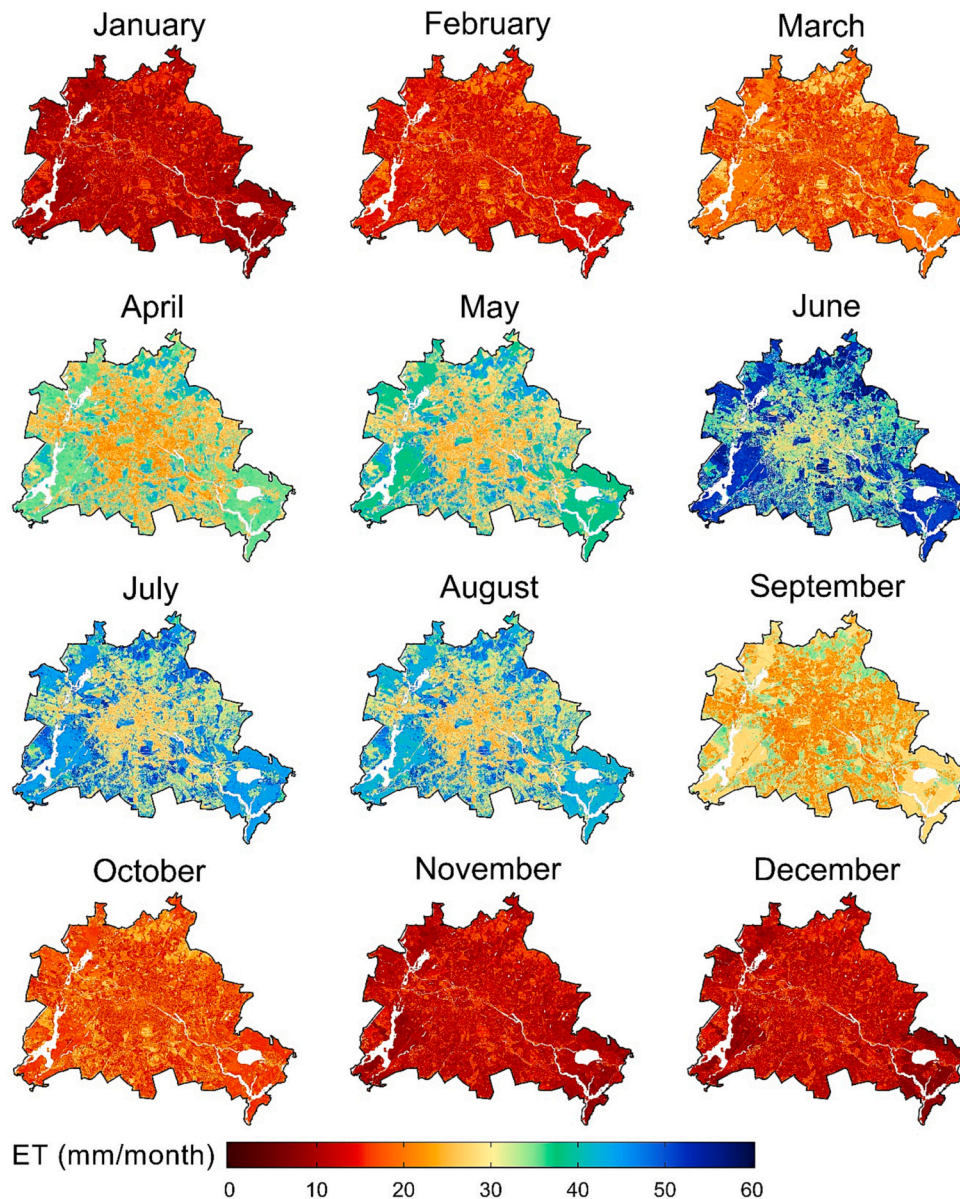 January February March
April May June
July August September
October November December
ET (mm/month)
0 10 20 30 40 50 60